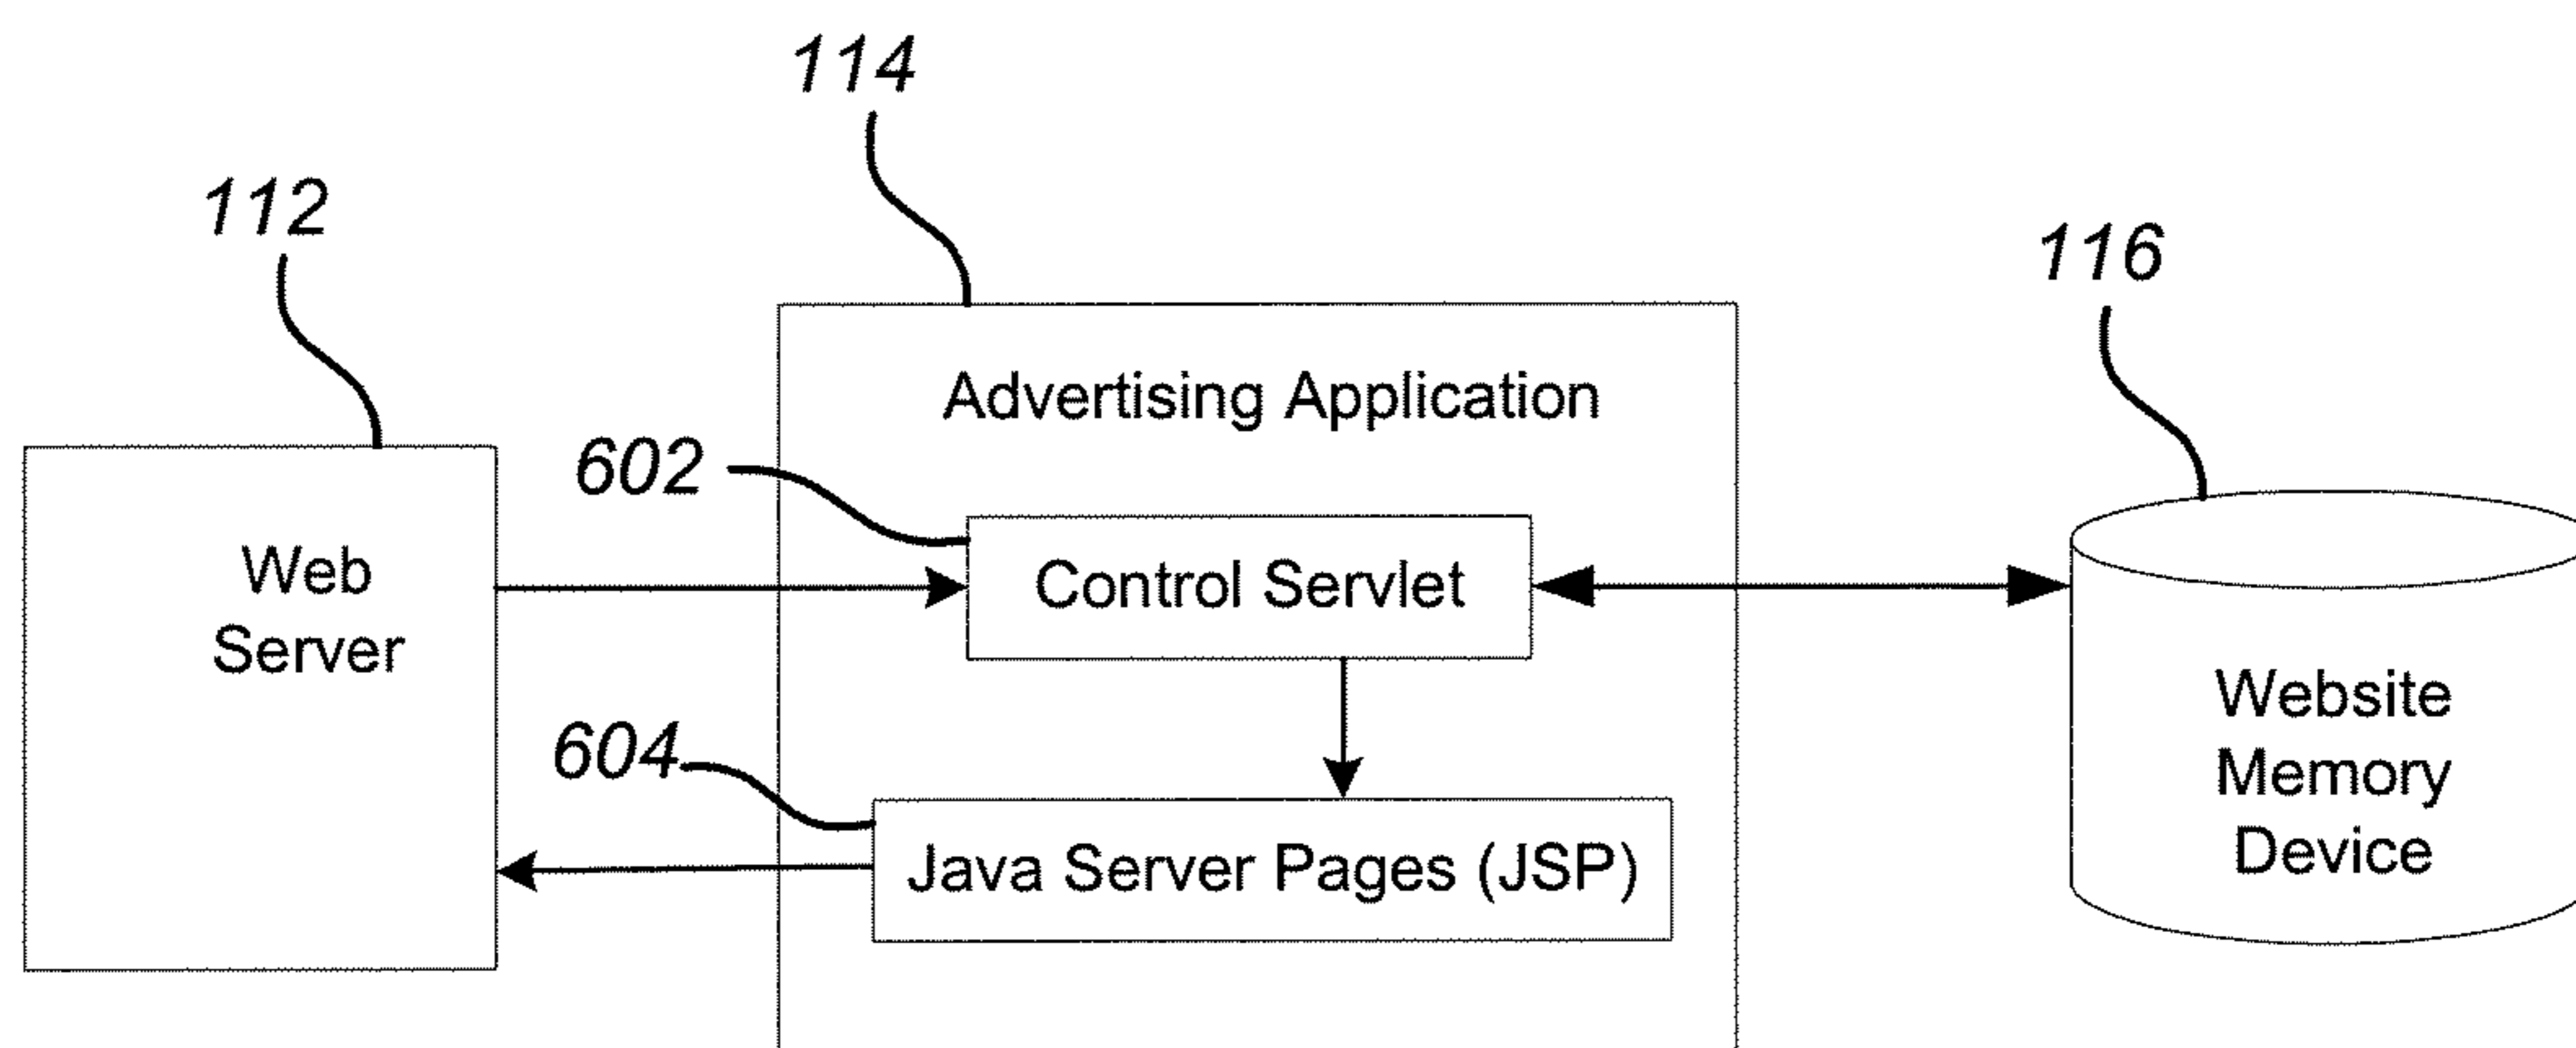 114
112
116
Advertising Application
602
Web
Server
Control Servlet
Website
Memory
Device
604
Java Server Pages (JSP)